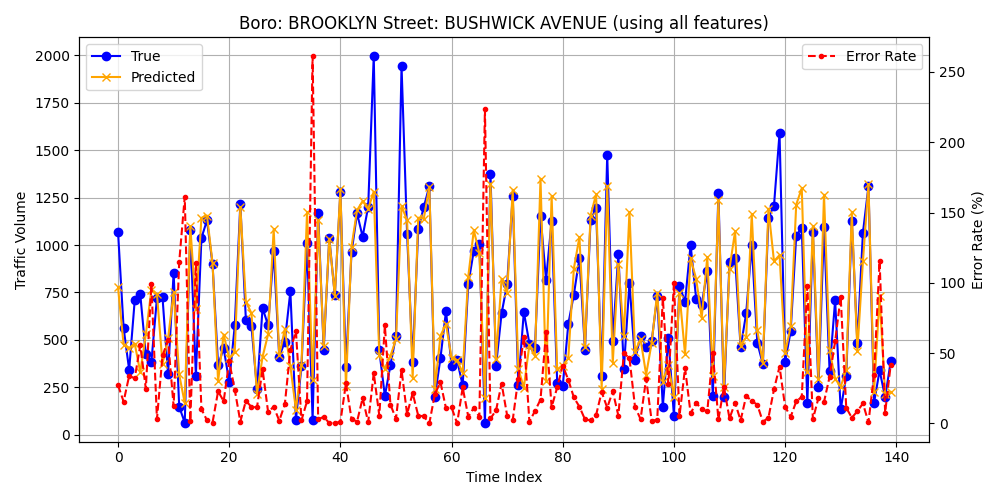 Boro: BROOKLYN Street: BUSHWICK AVENUE (using all features)
True
Predicted
Error Rate
2000
1750
1500
1250
1000
750
500
250
0
Traffic Volume
250
200
150
100
50
0
Error Rate (%)
0 20 40 60 80 100 120 140
Time Index